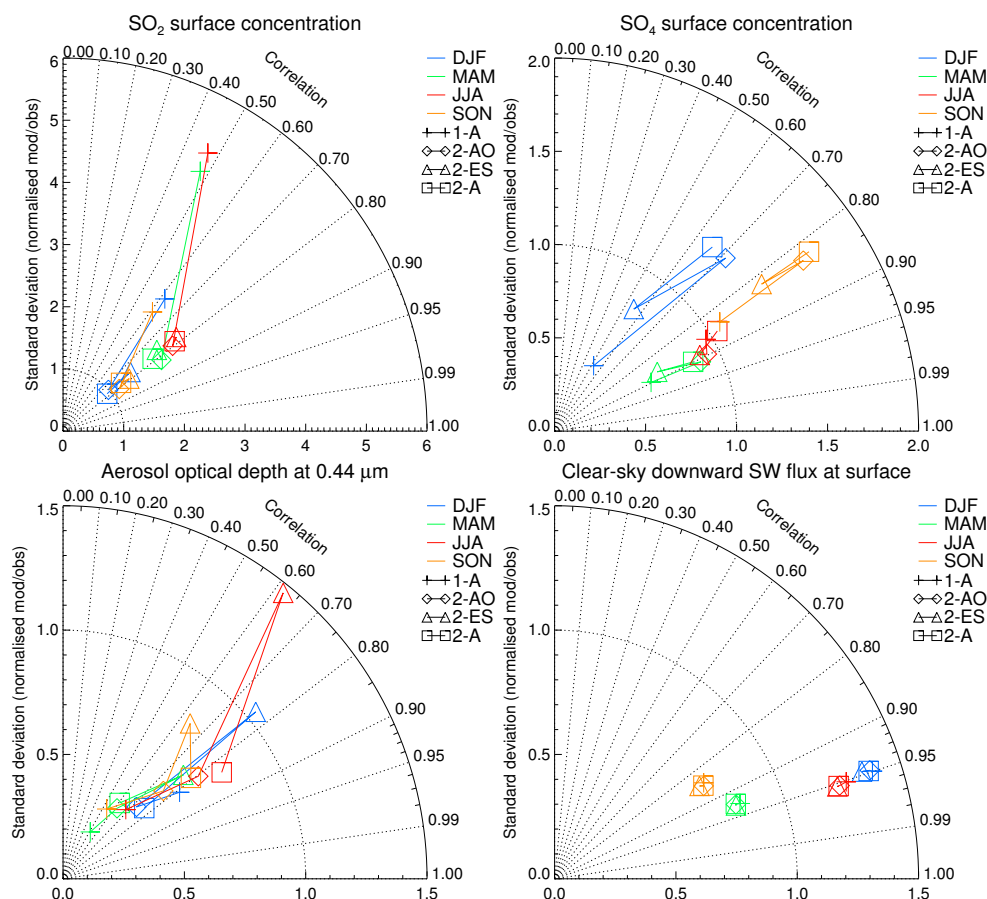 SO2 surface concentration
Standard deviation (normalised mod/obs)
0
1
2
3
4
5
6
0
1
2
3
4
5
6
0.00
0.10
0.20
0.30
0.40
0.50
0.60
0.70
0.80
0.90
0.95
0.99
1.00
Correlation
DJF
MAM
JJA
SON
1-A
2-AO
2-ES
2-A
SO4 surface concentration
Standard deviation (normalised mod/obs)
0.0
0.5
1.0
1.5
2.0
0.0
0.5
1.0
1.5
2.0
0.00
0.10
0.20
0.30
0.40
0.50
0.60
0.70
0.80
0.90
0.95
0.99
1.00
Correlation
DJF
MAM
JJA
SON
1-A
2-AO
2-ES
2-A
Aerosol optical depth at 0.44 μm
Standard deviation (normalised mod/obs)
0.0
0.5
1.0
1.5
0.0
0.5
1.0
1.5
0.00
0.10
0.20
0.30
0.40
0.50
0.60
0.70
0.80
0.90
0.95
0.99
1.00
Correlation
DJF
MAM
JJA
SON
1-A
2-AO
2-ES
2-A
Clear-sky downward SW flux at surface
Standard deviation (normalised mod/obs)
0.0
0.5
1.0
1.5
0.0
0.5
1.0
1.5
0.00
0.10
0.20
0.30
0.40
0.50
0.60
0.70
0.80
0.90
0.95
0.99
1.00
Correlation
DJF
MAM
JJA
SON
1-A
2-AO
2-ES
2-A